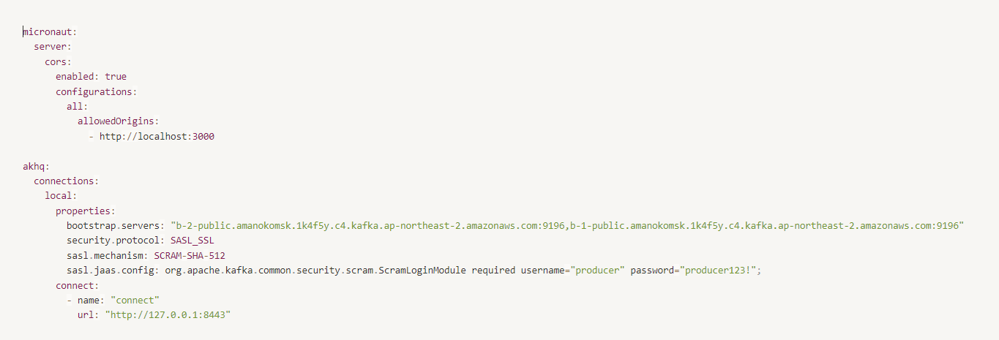 micronaut:
  server:
    cors:
      enabled: true
      configurations:
        all:
          allowedOrigins:
            - http://localhost:3000

akhq:
  connections:
    local:
      properties:
        bootstrap.servers: "b-2-public.amanokomsk.1k4f5y.c4.kafka.ap-northeast-2.amazonaws.com:9196,b-1-public.amanokomsk.1k4f5y.c4.kafka.ap-northeast-2.amazonaws.com:9196"
        security.protocol: SASL_SSL
        sasl.mechanism: SCRAM-SHA-512
        sasl.jaas.config: org.apache.kafka.common.security.scram.ScramLoginModule required username="producer" password="producer123!";
      connect:
        - name: "connect"
          url: "http://127.0.0.1:8443"